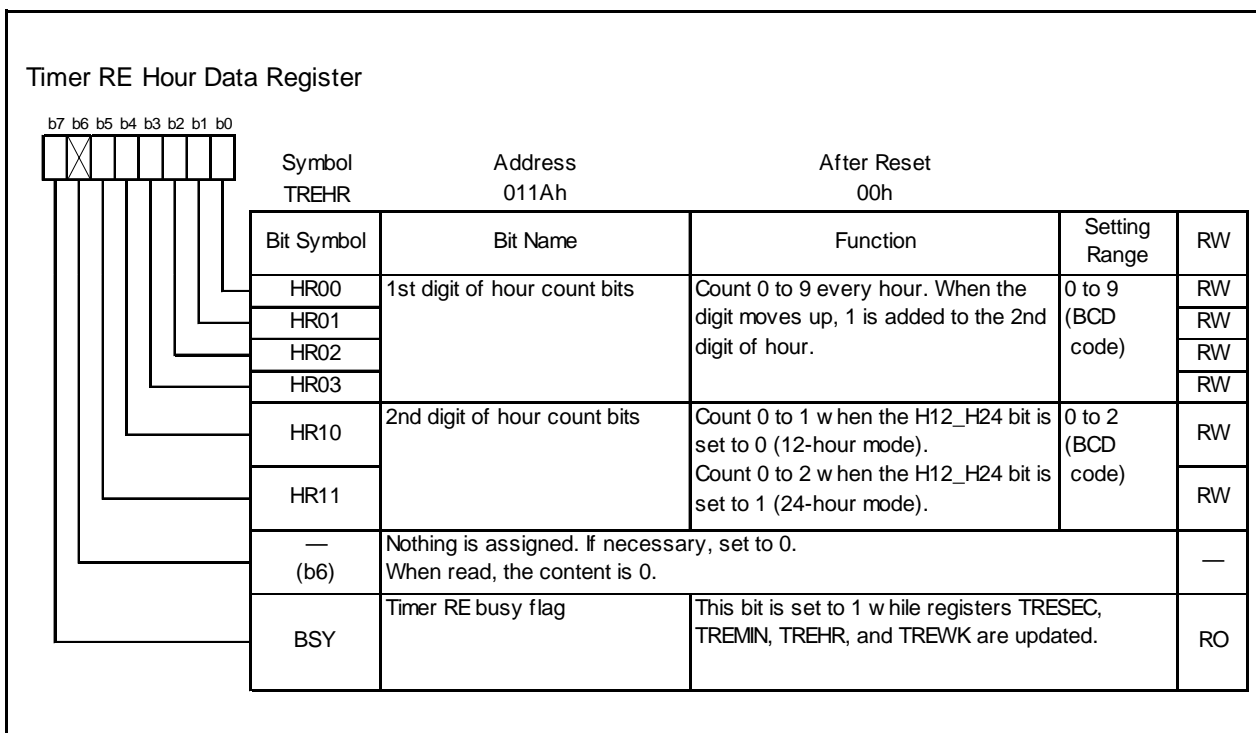 Timer RE Hour Data Register
b7 b6 b5 b4 b3 b2 b1 b0
Symbol Address After Reset
TREHR 011Ah 00h
Bit Symbol Bit Name Function Setting Range RW
HR00 1st digit of hour count bits Count 0 to 9 every hour. When the 0 to 9 RW
HR01 digit moves up, 1 is added to the 2nd (BCD RW
HR02 digit of hour. code) RW
HR03 RW
HR10 2nd digit of hour count bits Count 0 to 1 w hen the H12_H24 bit is 0 to 2 RW
set to 0 (12-hour mode). (BCD
HR11 Count 0 to 2 w hen the H12_H24 bit is code) RW
set to 1 (24-hour mode).
— Nothing is assigned. If necessary, set to 0. —
(b6) When read, the content is 0.
BSY Timer RE busy flag This bit is set to 1 w hile registers TRESEC, RO
TREMIN, TREHR, and TREWK are updated.